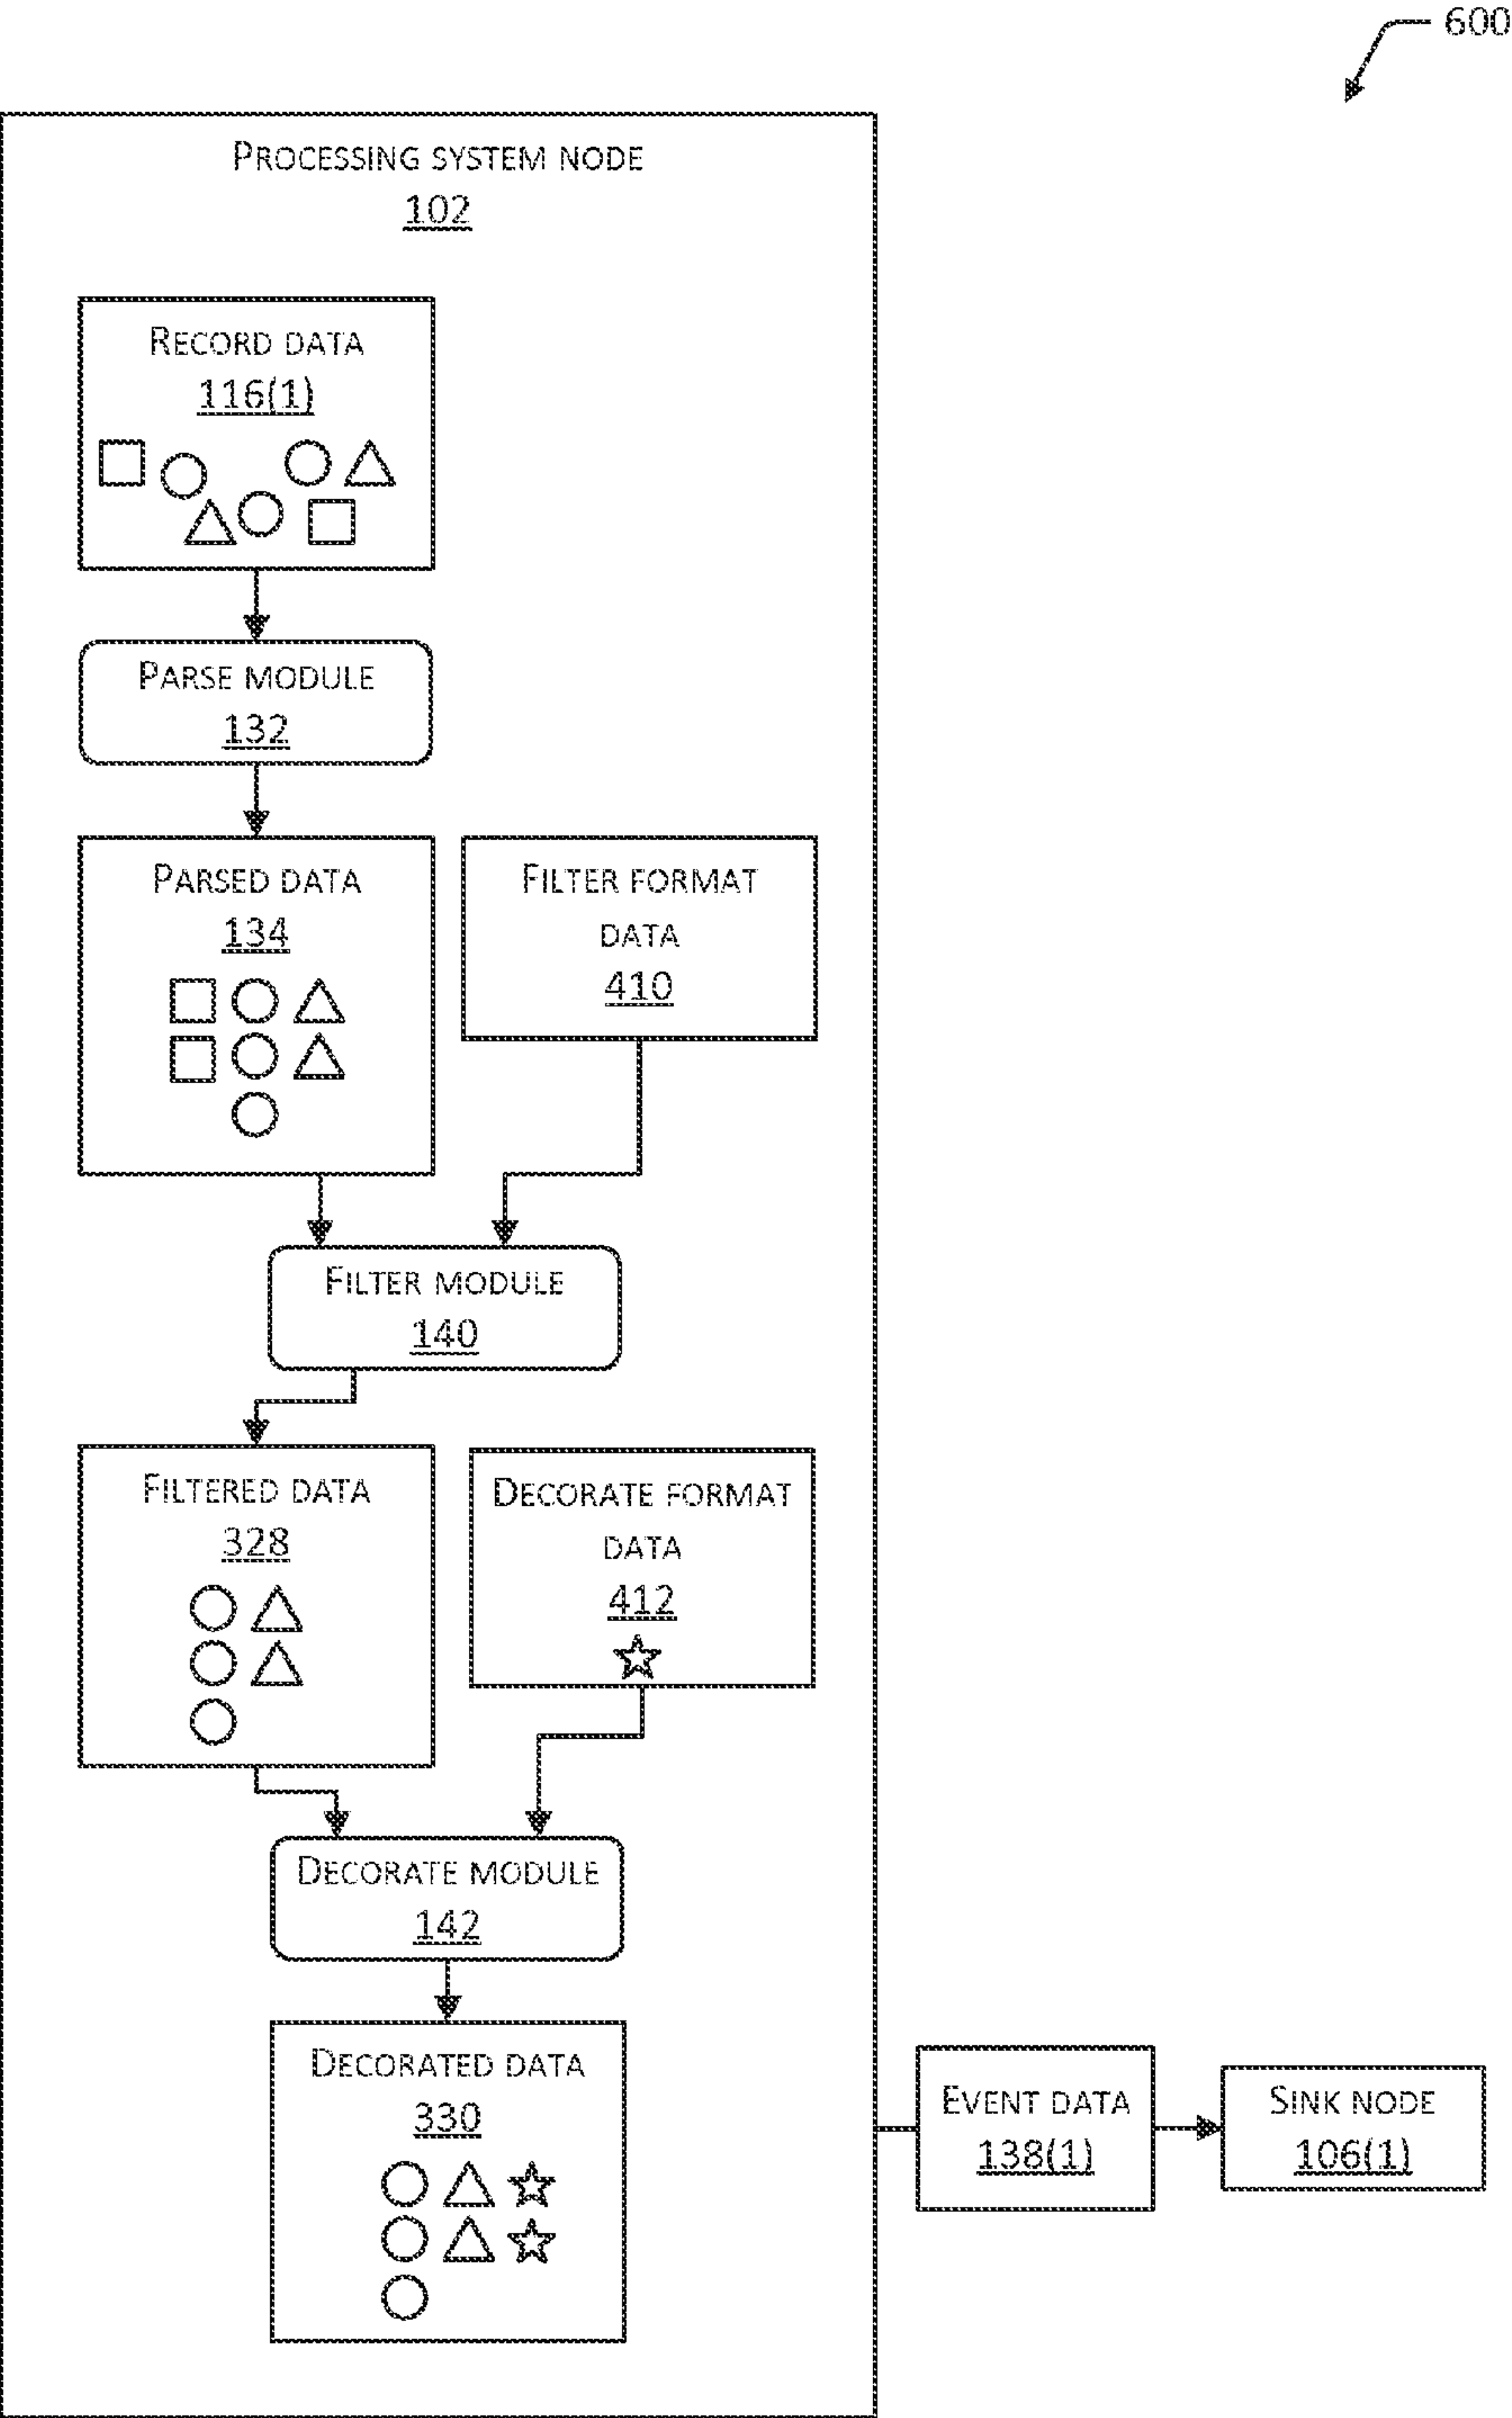 600
PROCESSING SYSTEM NODE
102
RECORD DATA
116(1)
PARSE MODULE
132
PARSED DATA
134
FILTER FORMAT
DATA
410
FILTER MODULE
140
FILTERED DATA
328
DECORATE FORMAT
DATA
412
DECORATE MODULE
142
DECORATED DATA
330
EVENT DATA
138(1)
SINK NODE
106(1)